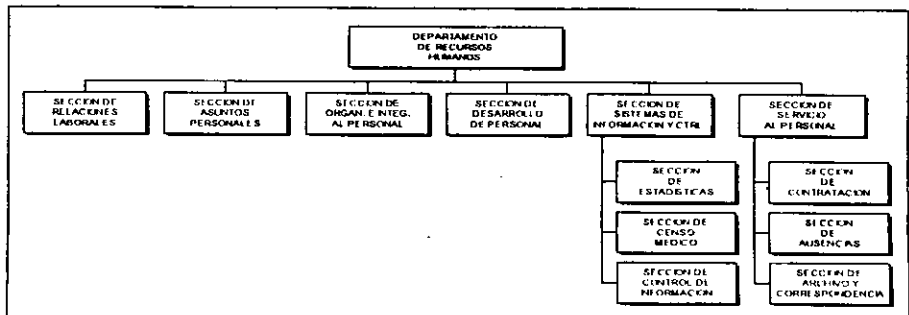 DEPARTAMENTO
DE RECURSOS
HUMANOS
SECCION DE
RELACIONES
LABORALES
SECCION DE
ASUNTOS
PERSONALES
SECCION DE
ORGAN. E INTEG.
AL PERSONAL
SECCION DE
DESARROLLO
DE PERSONAL
SECCION DE
SISTEMAS DE
INFORMACION Y CTRL
SECCION DE
SERVICIO
AL PERSONAL
SECCION
DE
ESTADISTICAS
SECCION DE
CENSO
MEDICO
SECCION DE
CONTROL DE
INFORMACION
SECCION
DE
CONTRATACION
SECCION
DE
AUSENCIAS
SECCION DE
ARCHIVO Y
CORRESPONDENCIA